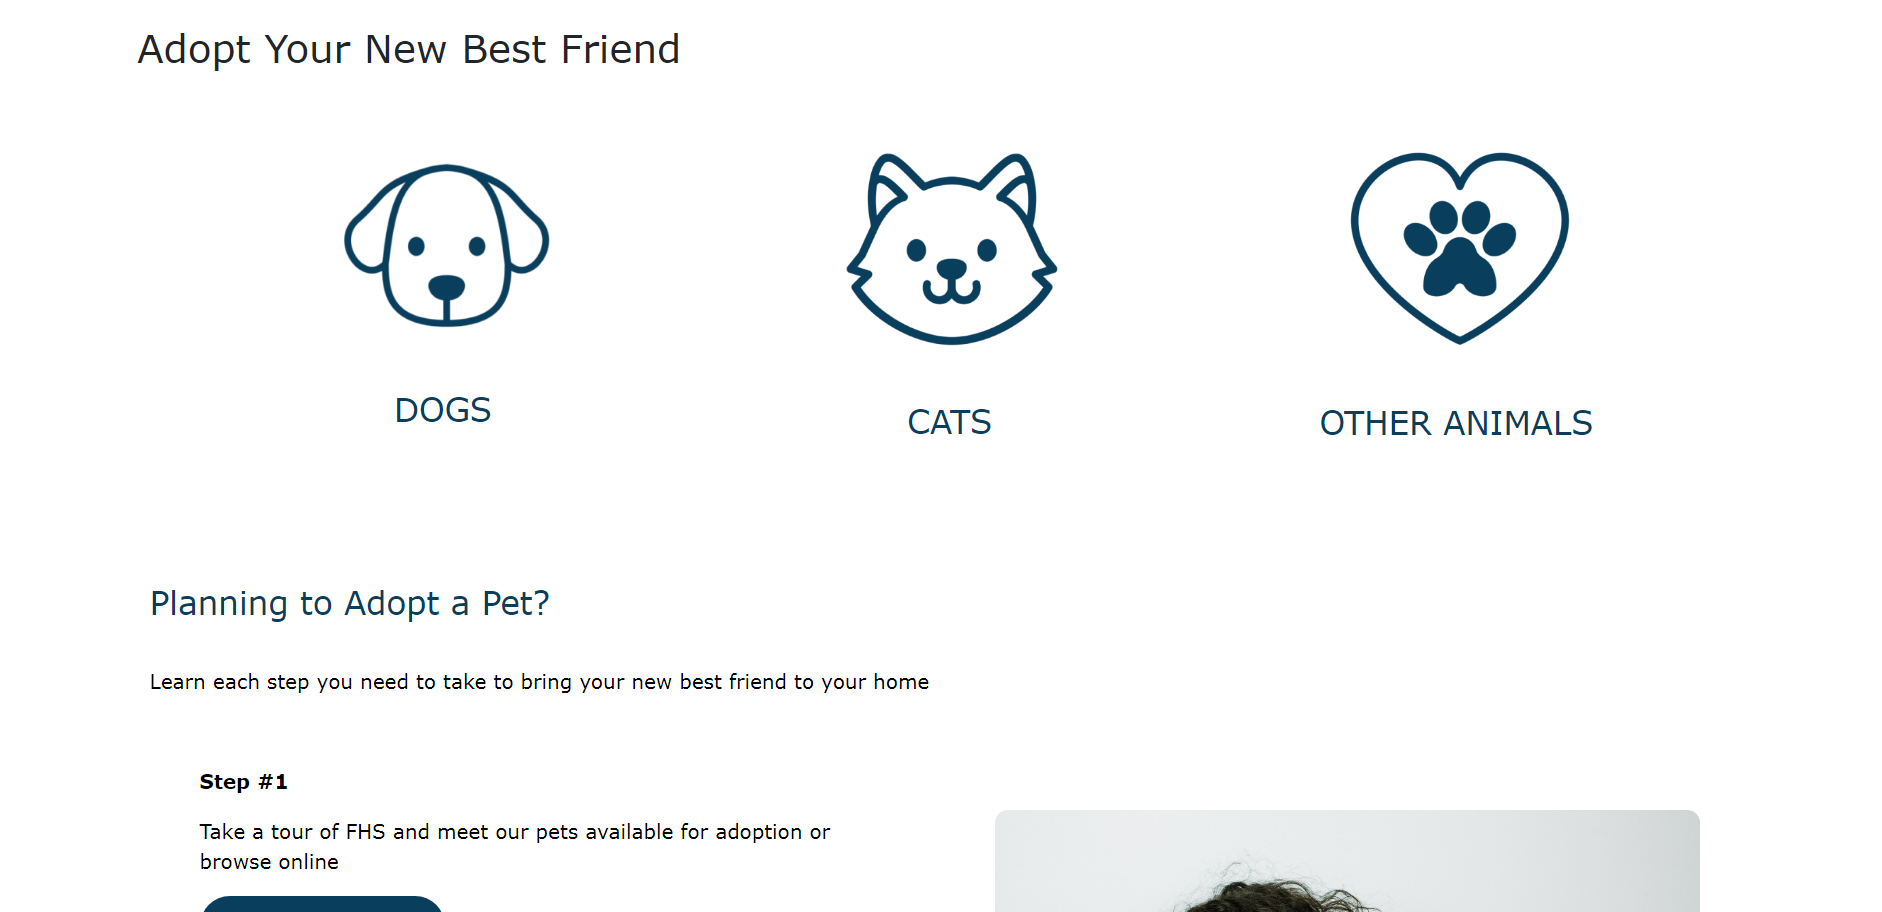 Adopt Your New Best Friend
DOGS
CATS
OTHER ANIMALS
Planning to Adopt a Pet?
Learn each step you need to take to bring your new best friend to your home
Step #1
Take a tour of FHS and meet our pets available for adoption or
browse online